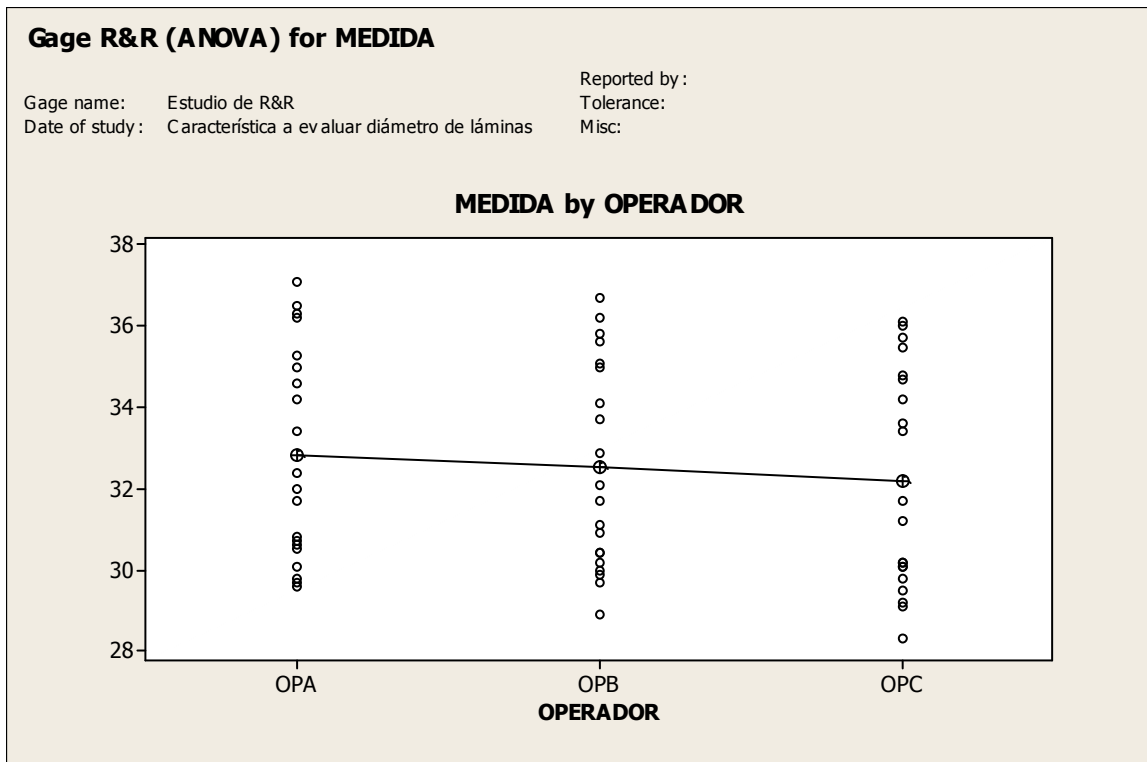 Gage R&R (ANOVA) for MEDIDA
Reported by:
Gage name: Estudio de R&R
Tolerance:
Date of study: Característica a evaluar diámetro de láminas
Misc:
MEDIDA by OPERADOR
38
36
34
32
30
28
OPA OPB OPC
OPERADOR